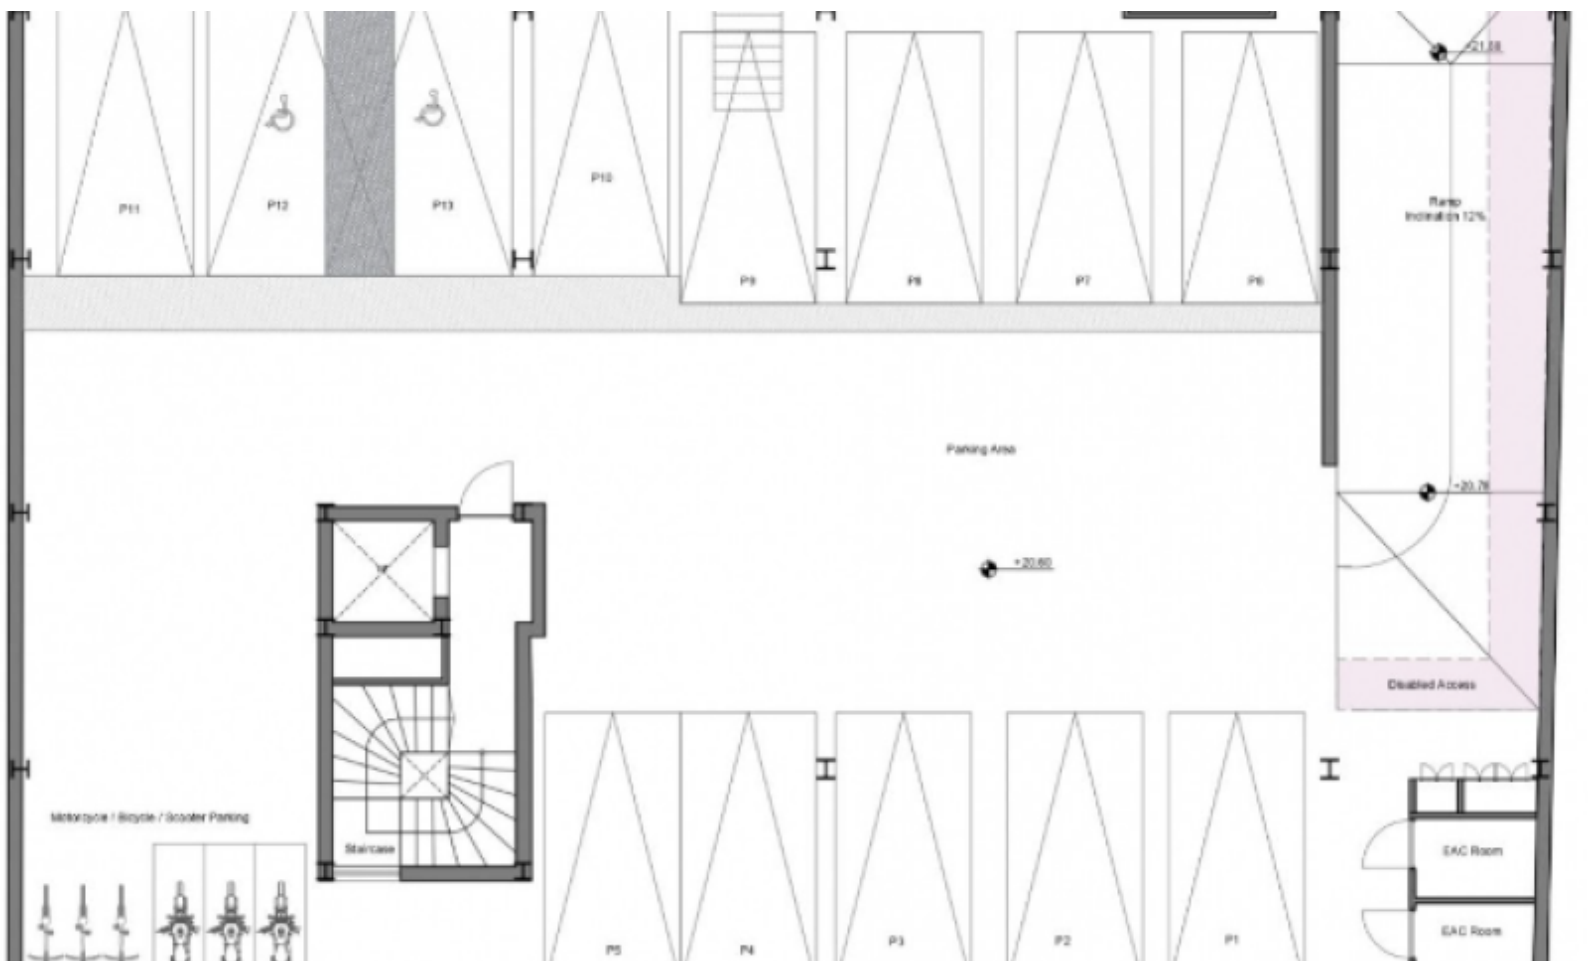 +21.50
P10
P11
P12
P13
Ramp
Inclination 12%
P9
P8
P7
P6
Parking Area
+20.78
+20.60
Disabled Access
Motorcycle / Bicycle / Scooter Parking
Staircase
EAC Room
EAC Room
P5
P4
P3
P2
P1